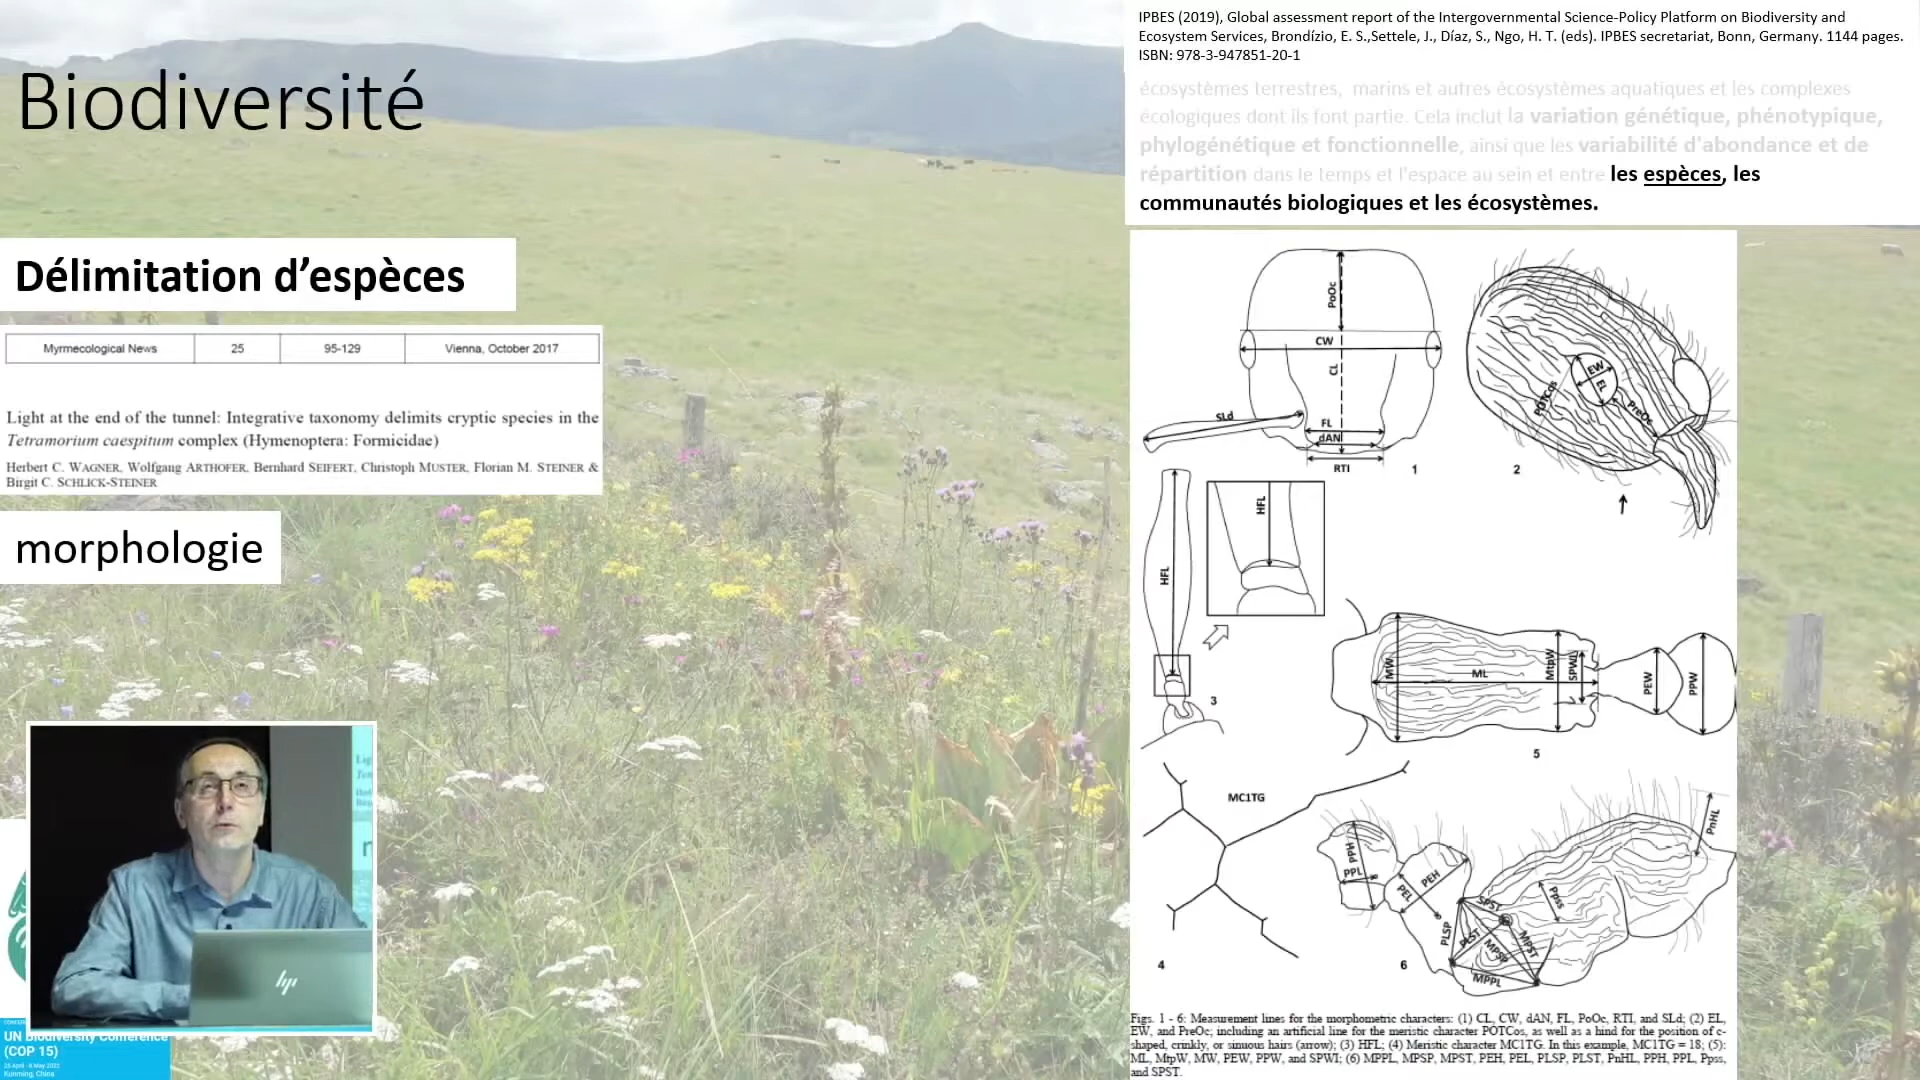 Biodiversité
IPBES (2019), Global assessment report of the Intergovernmental Science-Policy Platform on Biodiversity and
Ecosystem Services, Brondízio, E. S.,Settele, J., Díaz, S., Ngo, H. T. (eds). IPBES secretariat, Bonn, Germany. 1144 pages.
ISBN: 978-3-947851-20-1
écosystèmes terrestres, marins et autres écosystèmes aquatiques et les complexes
écologiques dont ils font partie. Cela inclut la variation génétique, phénotypique,
phylogénétique et fonctionnelle, ainsi que les variabilité d'abondance et de
répartition dans le temps et l'espace au sein et entre les espèces, les
communautés biologiques et les écosystèmes.
Délimitation d'espèces
Myrmecological News 25 95-129 Vienna, October 2017
Light at the end of the tunnel: Integrative taxonomy delimits cryptic species in the
Tetramorium caespitum complex (Hymenoptera: Formicidae)
Herbert C. WAGNER, Wolfgang ARTHOFER, Bernhard SEIFERT, Christoph MUSTER, Florian M. STEINER &
Birgit C. SCHLICK-STEINER
morphologie
PoOc
CW
CL
SLd
FL
dAN
RTI
1
POTCos
EW
EL
PreOc
2
HFL
HFL
3
MW
ML
MtpW
SPWI
PEW
PPW
5
MC1TG
4
PPH
PPL
PEL
PEH
SPST
Ppss
PnHL
PLSP
PLST
MPSP
MPST
MPPL
6
Figs. 1 - 6: Measurement lines for the morphometric characters: (1) CL, CW, dAN, FL, PoOc, RTI, and SLd; (2) EL,
EW, and PreOc; including an artificial line for the meristic character POTCos, as well as a hind for the position of c-
shaped, crinkly, or sinuous hairs (arrow); (3) HFL; (4) Meristic character MC1TG. In this example, MC1TG = 18; (5):
ML, MtpW, MW, PEW, PPW, and SPWI; (6) MPPL, MPSP, MPST, PEH, PEL, PLSP, PLST, PnHL, PPH, PPL, Ppss,
and SPST.
hp
UN Biodiversity Conference
(COP 15)
Kunming, China